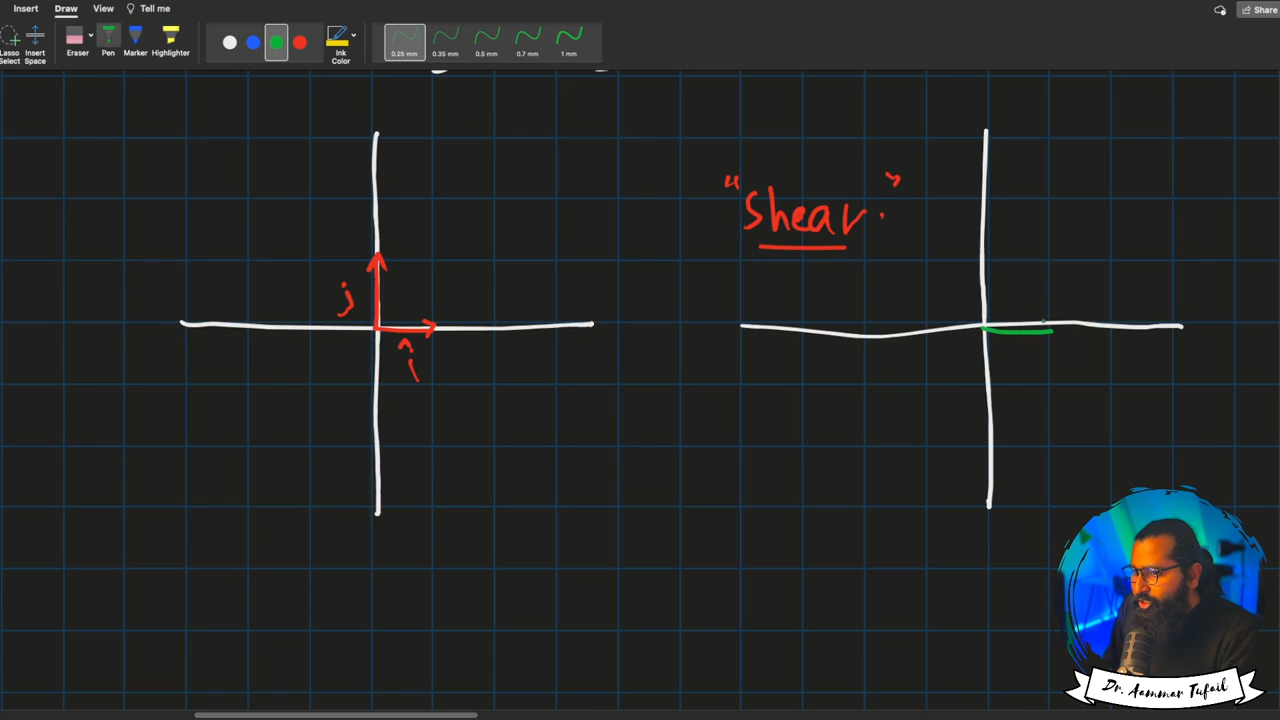 Insert Draw View Tell me
Share
Lasso Select
Insert Space
Eraser
Pen
Marker
Highlighter
Ink Color
0.25 mm
0.35 mm
0.5 mm
0.7 mm
1 mm
"Shear."
j
î
Dr. Aammar Tufail